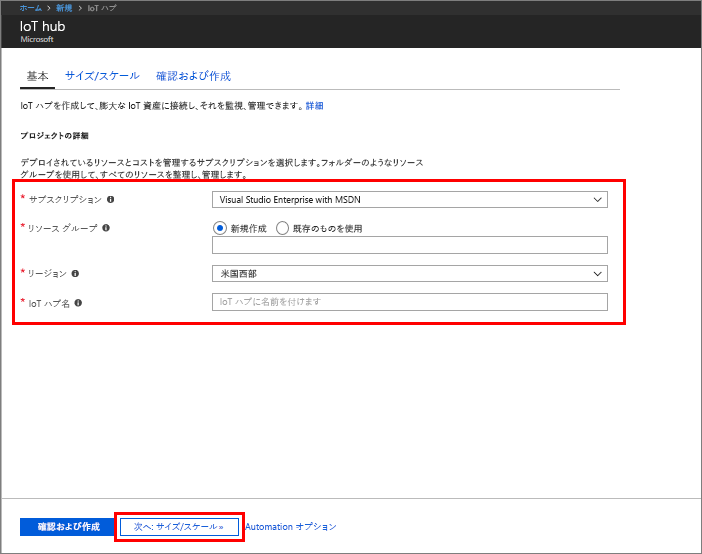 ホーム > 新規 > IoT ハブ
IoT hub
Microsoft
基本 サイズ/スケール 確認および作成
IoT ハブを作成して、膨大な IoT 資産に接続し、それを監視、管理できます。 詳細
プロジェクトの詳細
デプロイされているリソースとコストを管理するサブスクリプションを選択します。フォルダーのようなリソース
グループを使用して、すべてのリソースを整理し、管理します。
* サブスクリプション Visual Studio Enterprise with MSDN
* リソース グループ 新規作成 既存のものを使用
* リージョン 米国西部
* IoT ハブ名 IoT ハブに名前を付けます
確認および作成 次へ: サイズ/スケール » Automation オプション